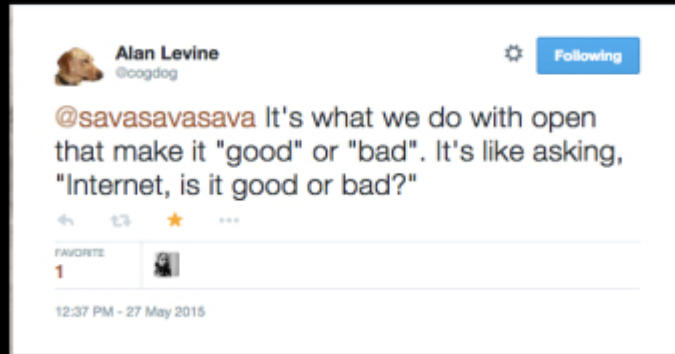 Alan Levine
@cogdog
Following
@savasavasava It's what we do with open
that make it "good" or "bad". It's like asking,
"Internet, is it good or bad?"
FAVORITE
1
12:37 PM - 27 May 2015